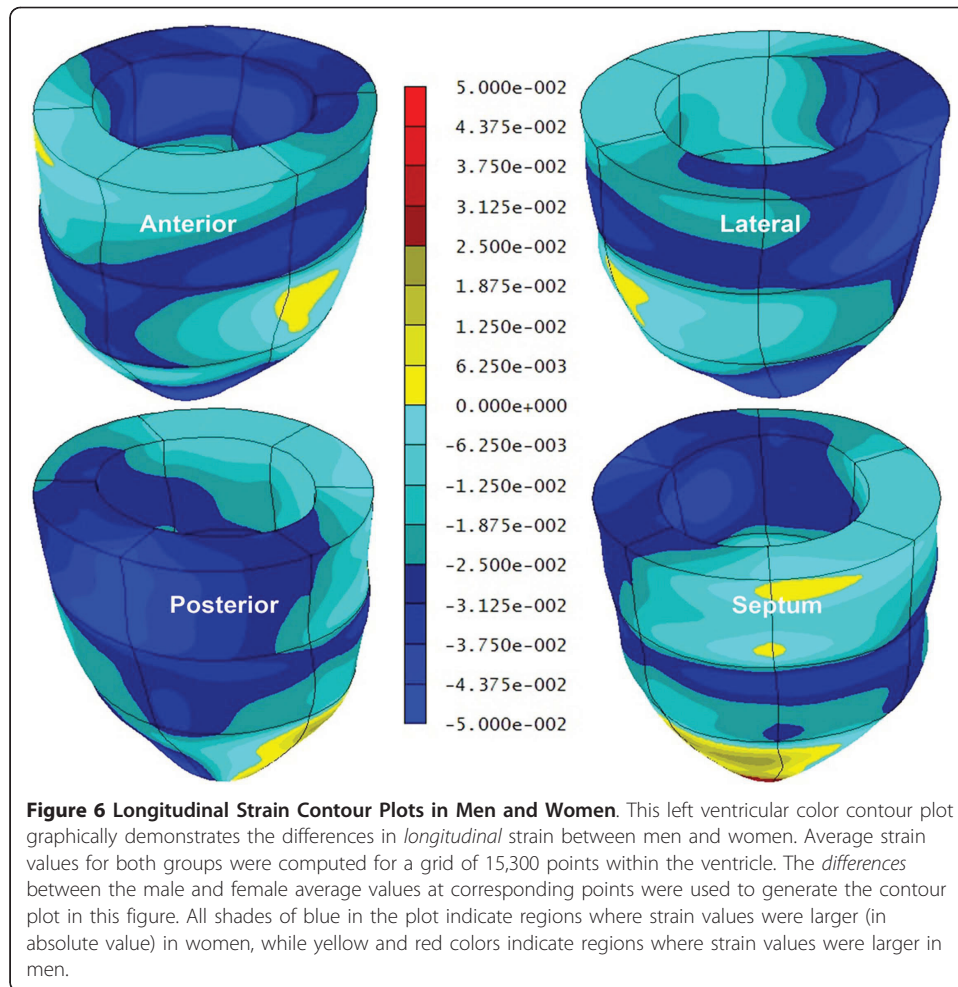 Anterior
Lateral
Posterior
Septum
5.000e-002
4.375e-002
3.750e-002
3.125e-002
2.500e-002
1.875e-002
1.250e-002
6.250e-003
0.000e+000
-6.250e-003
-1.250e-002
-1.875e-002
-2.500e-002
-3.125e-002
-3.750e-002
-4.375e-002
-5.000e-002
Figure 6 Longitudinal Strain Contour Plots in Men and Women. This left ventricular color contour plot
graphically demonstrates the differences in longitudinal strain between men and women. Average strain
values for both groups were computed for a grid of 15,300 points within the ventricle. The differences
between the male and female average values at corresponding points were used to generate the contour
plot in this figure. All shades of blue in the plot indicate regions where strain values were larger (in
absolute value) in women, while yellow and red colors indicate regions where strain values were larger in
men.